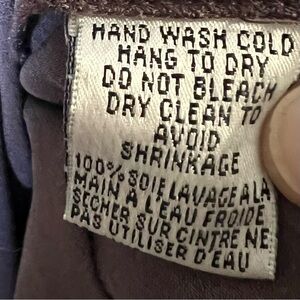 HAND WASH COLD
HANG TO DRY
DO NOT BLEACH
DRY CLEAN TO
AVOID
SHRINKAGE
100% SOIE LAVAGE A LA
MAIN A L'EAU FROIDE
SECHER SUR CINTRE NE
PAS UTILISER D'EAU